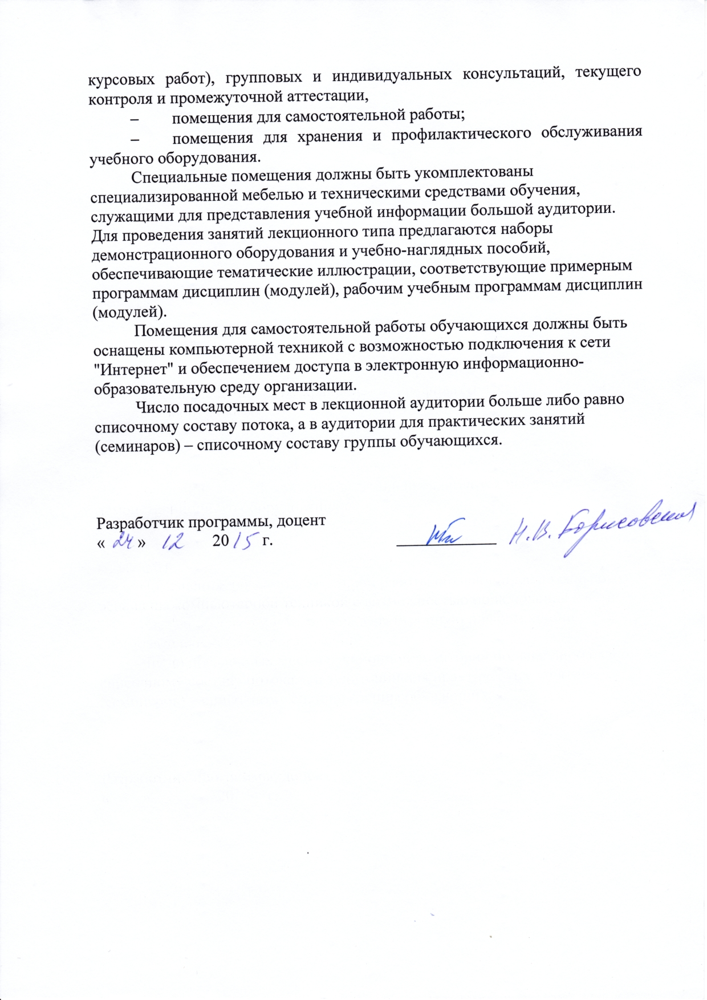 курсовых работ), групповых и индивидуальных консультаций, текущего
контроля и промежуточной аттестации,
– помещения для самостоятельной работы;
– помещения для хранения и профилактического обслуживания
учебного оборудования.
Специальные помещения должны быть укомплектованы
специализированной мебелью и техническими средствами обучения,
служащими для представления учебной информации большой аудитории.
Для проведения занятий лекционного типа предлагаются наборы
демонстрационного оборудования и учебно-наглядных пособий,
обеспечивающие тематические иллюстрации, соответствующие примерным
программам дисциплин (модулей), рабочим учебным программам дисциплин
(модулей).
Помещения для самостоятельной работы обучающихся должны быть
оснащены компьютерной техникой с возможностью подключения к сети
"Интернет" и обеспечением доступа в электронную информационно-
образовательную среду организации.
Число посадочных мест в лекционной аудитории больше либо равно
списочному составу потока, а в аудитории для практических занятий
(семинаров) – списочному составу группы обучающихся.
Разработчик программы, доцент
« 24 » 12 2015 г. Н.В. Борисовская